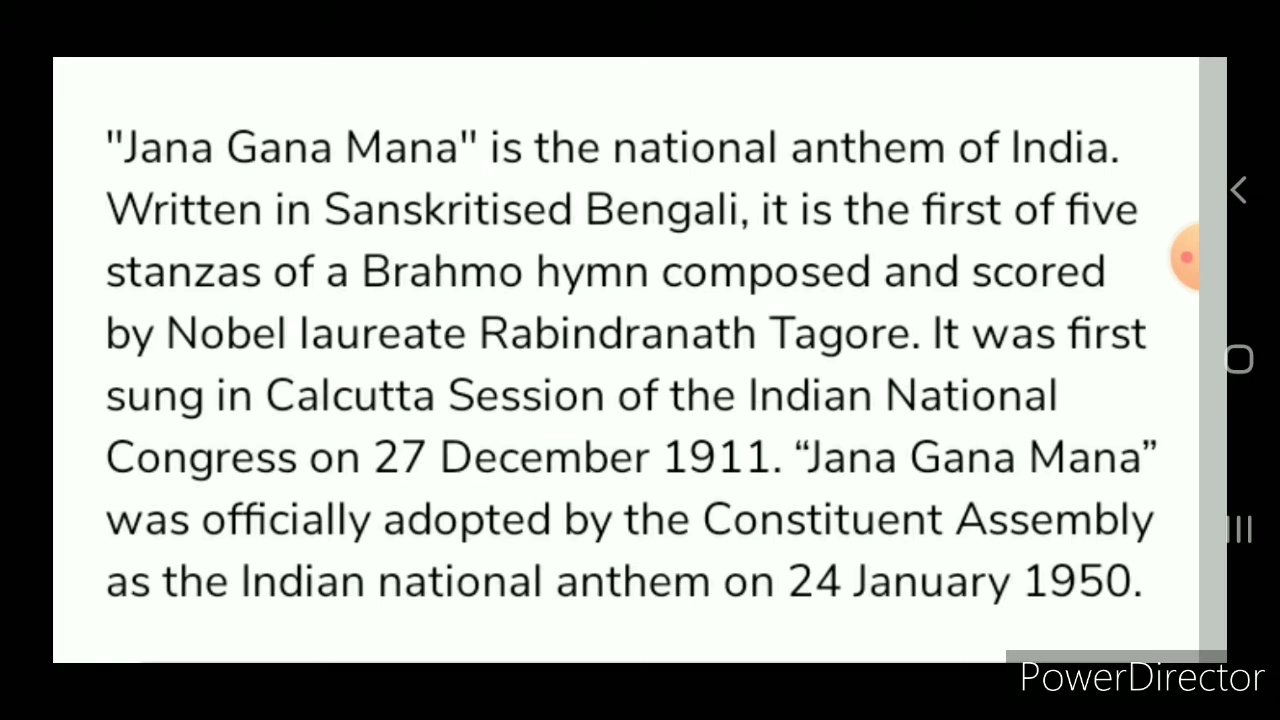 "Jana Gana Mana" is the national anthem of India.
Written in Sanskritised Bengali, it is the first of five
stanzas of a Brahmo hymn composed and scored
by Nobel laureate Rabindranath Tagore. It was first
sung in Calcutta Session of the Indian National
Congress on 27 December 1911. “Jana Gana Mana”
was officially adopted by the Constituent Assembly
as the Indian national anthem on 24 January 1950.
PowerDirector